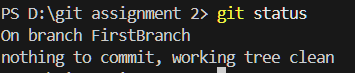 PS D:\git assignment 2> git status
On branch FirstBranch
nothing to commit, working tree clean